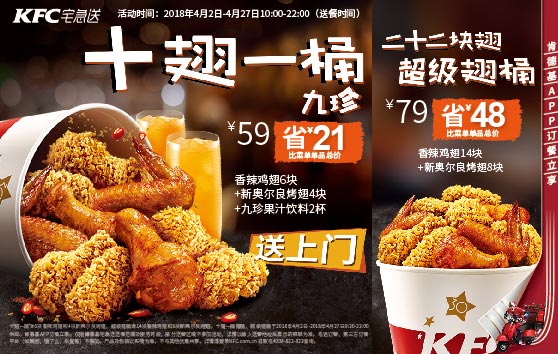 KFC宅急送
活动时间：2018年4月2日-4月27日10:00-22:00（送餐时间）
十翅一桶
九珍
¥59
省¥21
比菜单单品总价
香辣鸡翅6块
+新奥尔良烤翅4块
+九珍果汁饮料2杯
送上门
二十二块翅
超级翅桶
¥79
省¥48
比菜单单品总价
香辣鸡翅14块
+新奥尔良烤翅8块
肯德基APP订餐立享